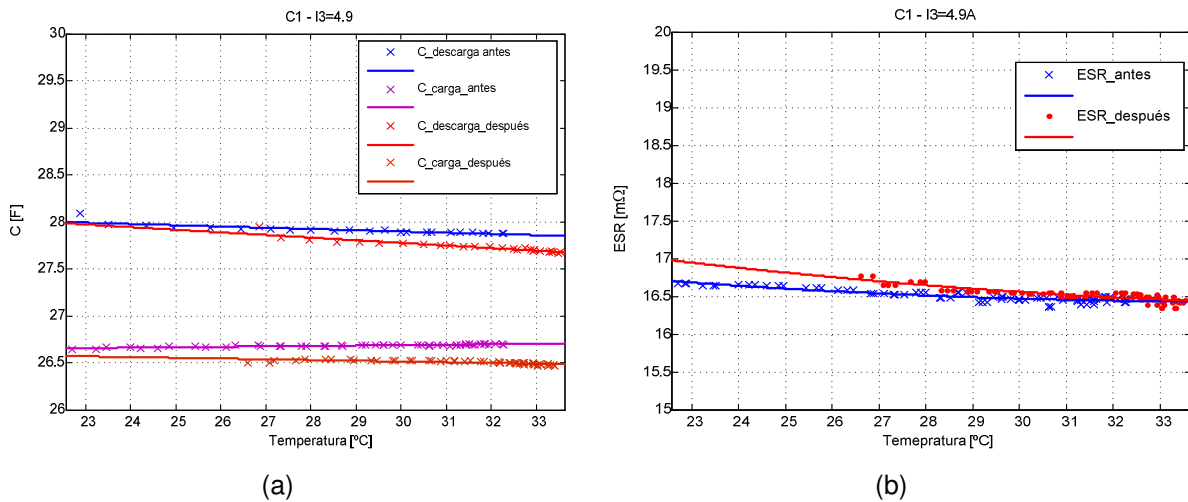 C1 - I3=4.9
30
29.5
29
28.5
28
27.5
27
26.5
26
C [F]
C_descarga antes
C_carga_antes
C_descarga_después
C_carga_después
23 24 25 26 27 28 29 30 31 32 33
Temperatura [ºC]
(a)
C1 - I3=4.9A
20
19.5
19
18.5
18
17.5
17
16.5
16
15.5
15
ESR [mΩ]
ESR_antes
ESR_después
23 24 25 26 27 28 29 30 31 32 33
Temepratura [ºC]
(b)